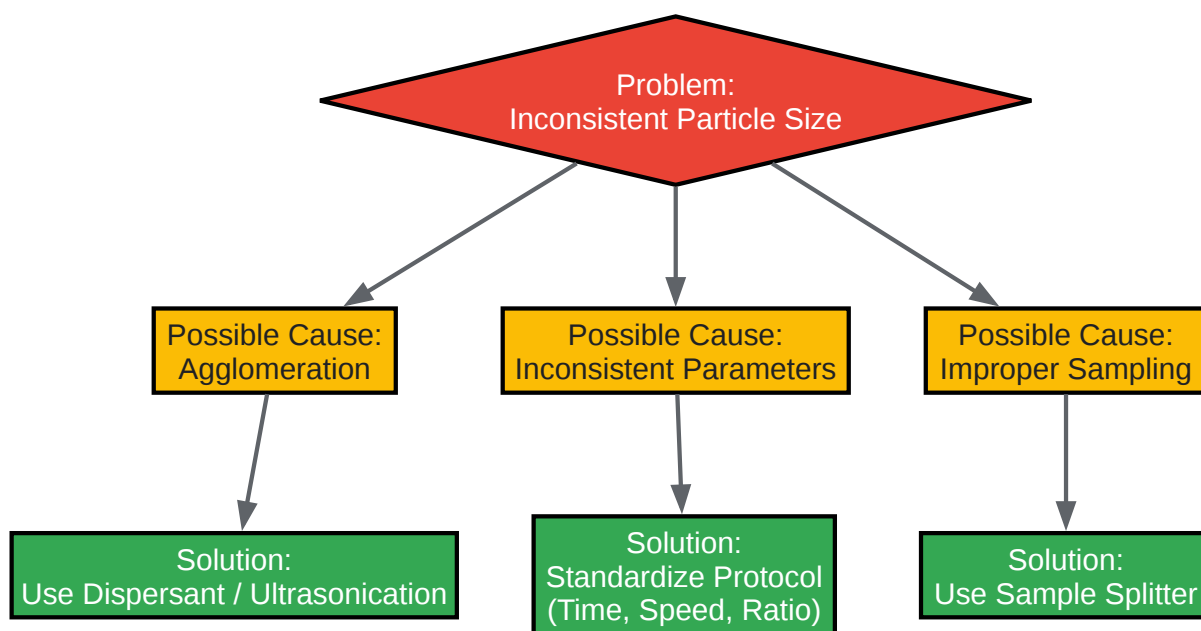 Problem:
Inconsistent Particle Size
Possible Cause:
Agglomeration
Possible Cause:
Inconsistent Parameters
Possible Cause:
Improper Sampling
Solution:
Use Dispersant / Ultrasonication
Solution:
Standardize Protocol
(Time, Speed, Ratio)
Solution:
Use Sample Splitter